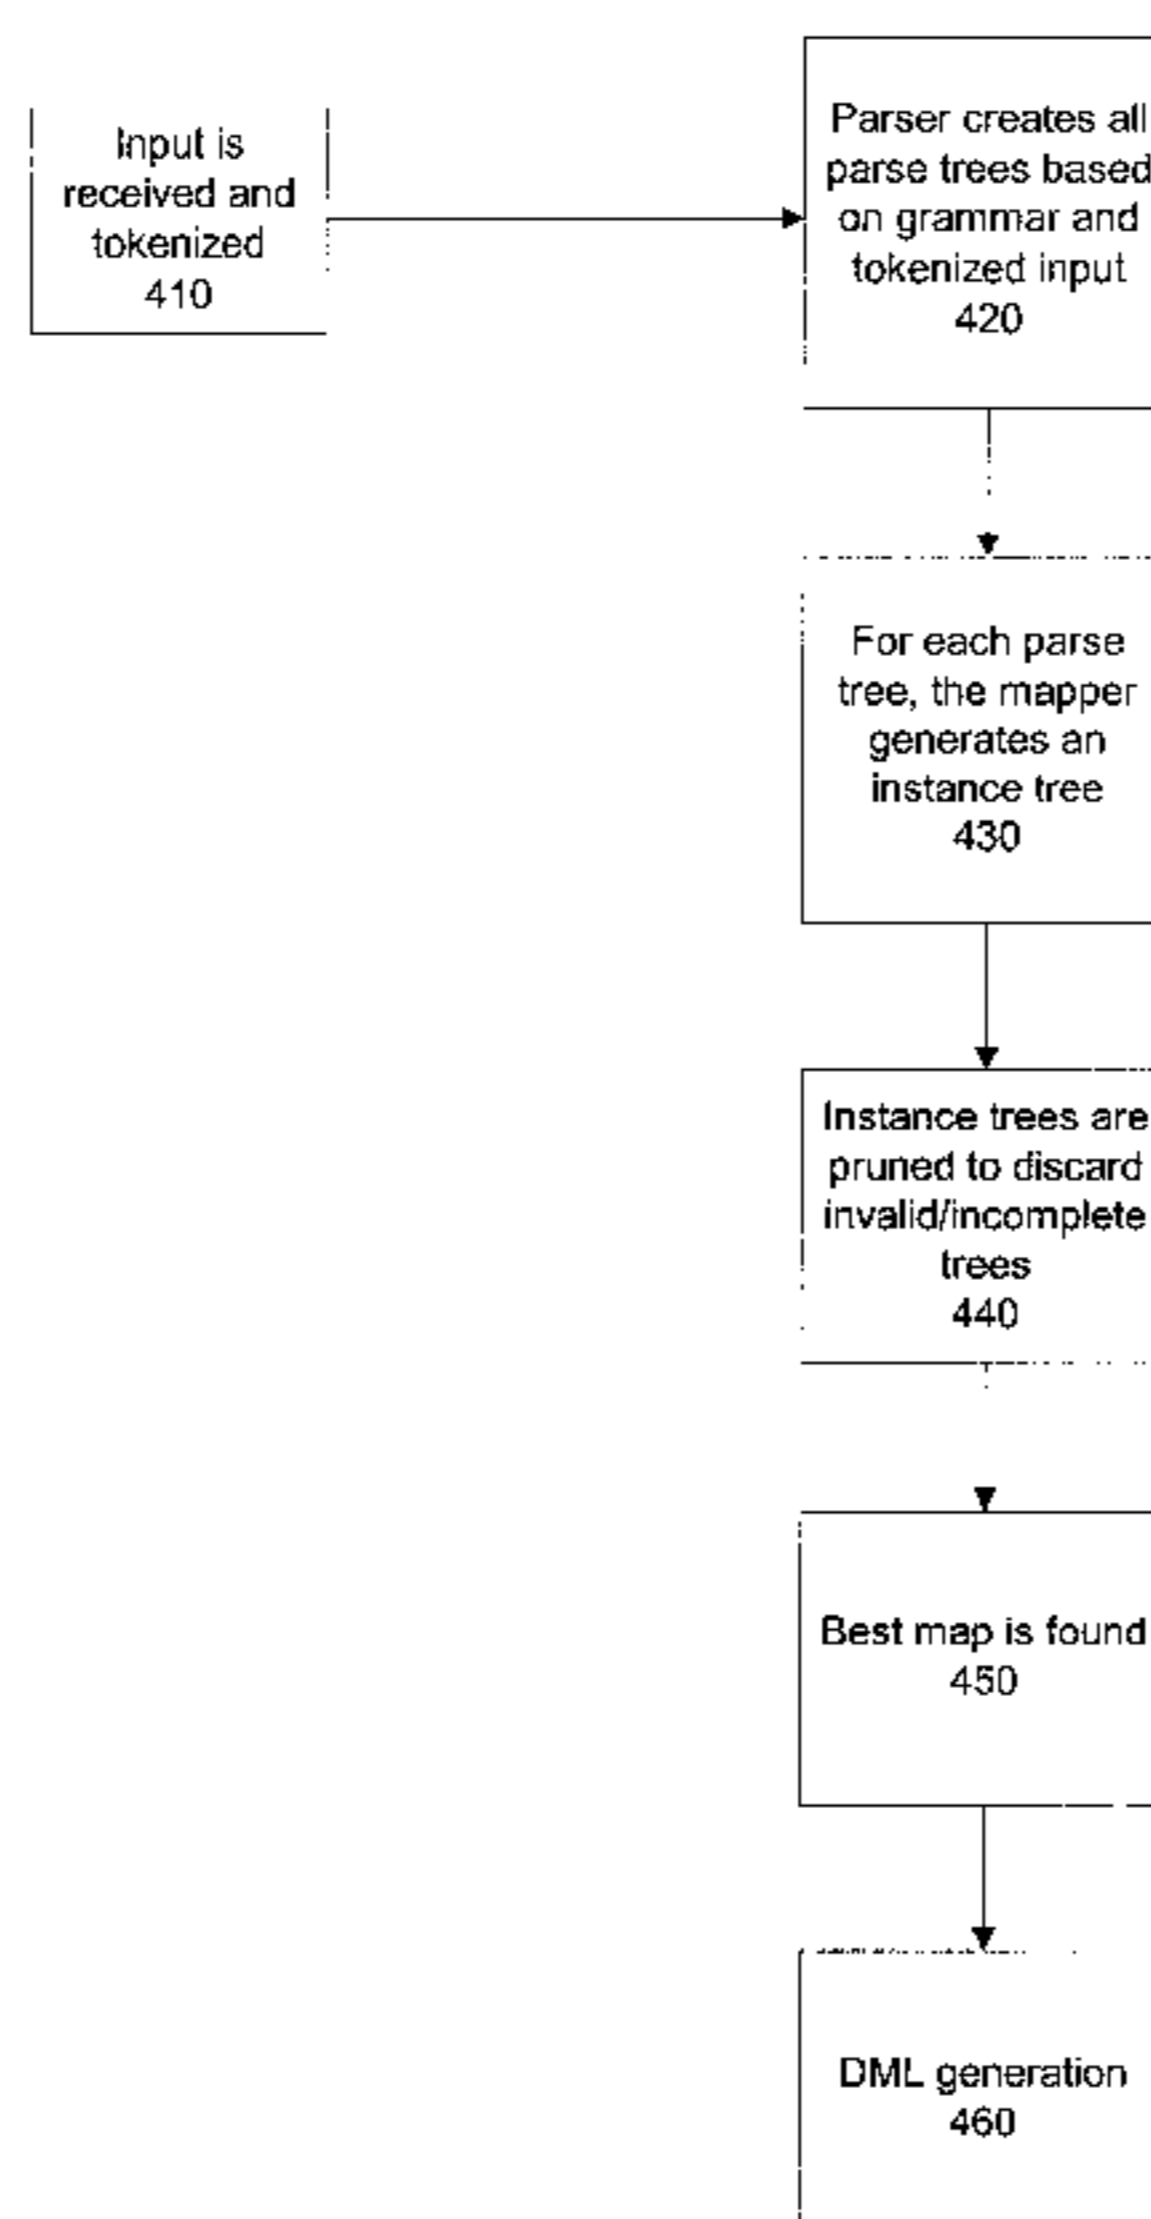 Input is
received and
tokenized
410
Parser creates all
parse trees based
on grammar and
tokenized input
420
For each parse
tree, the mapper
generates an
instance tree
430
Instance trees are
pruned to discard
invalid/incomplete
trees
440
Best map is found
450
DML generation
460